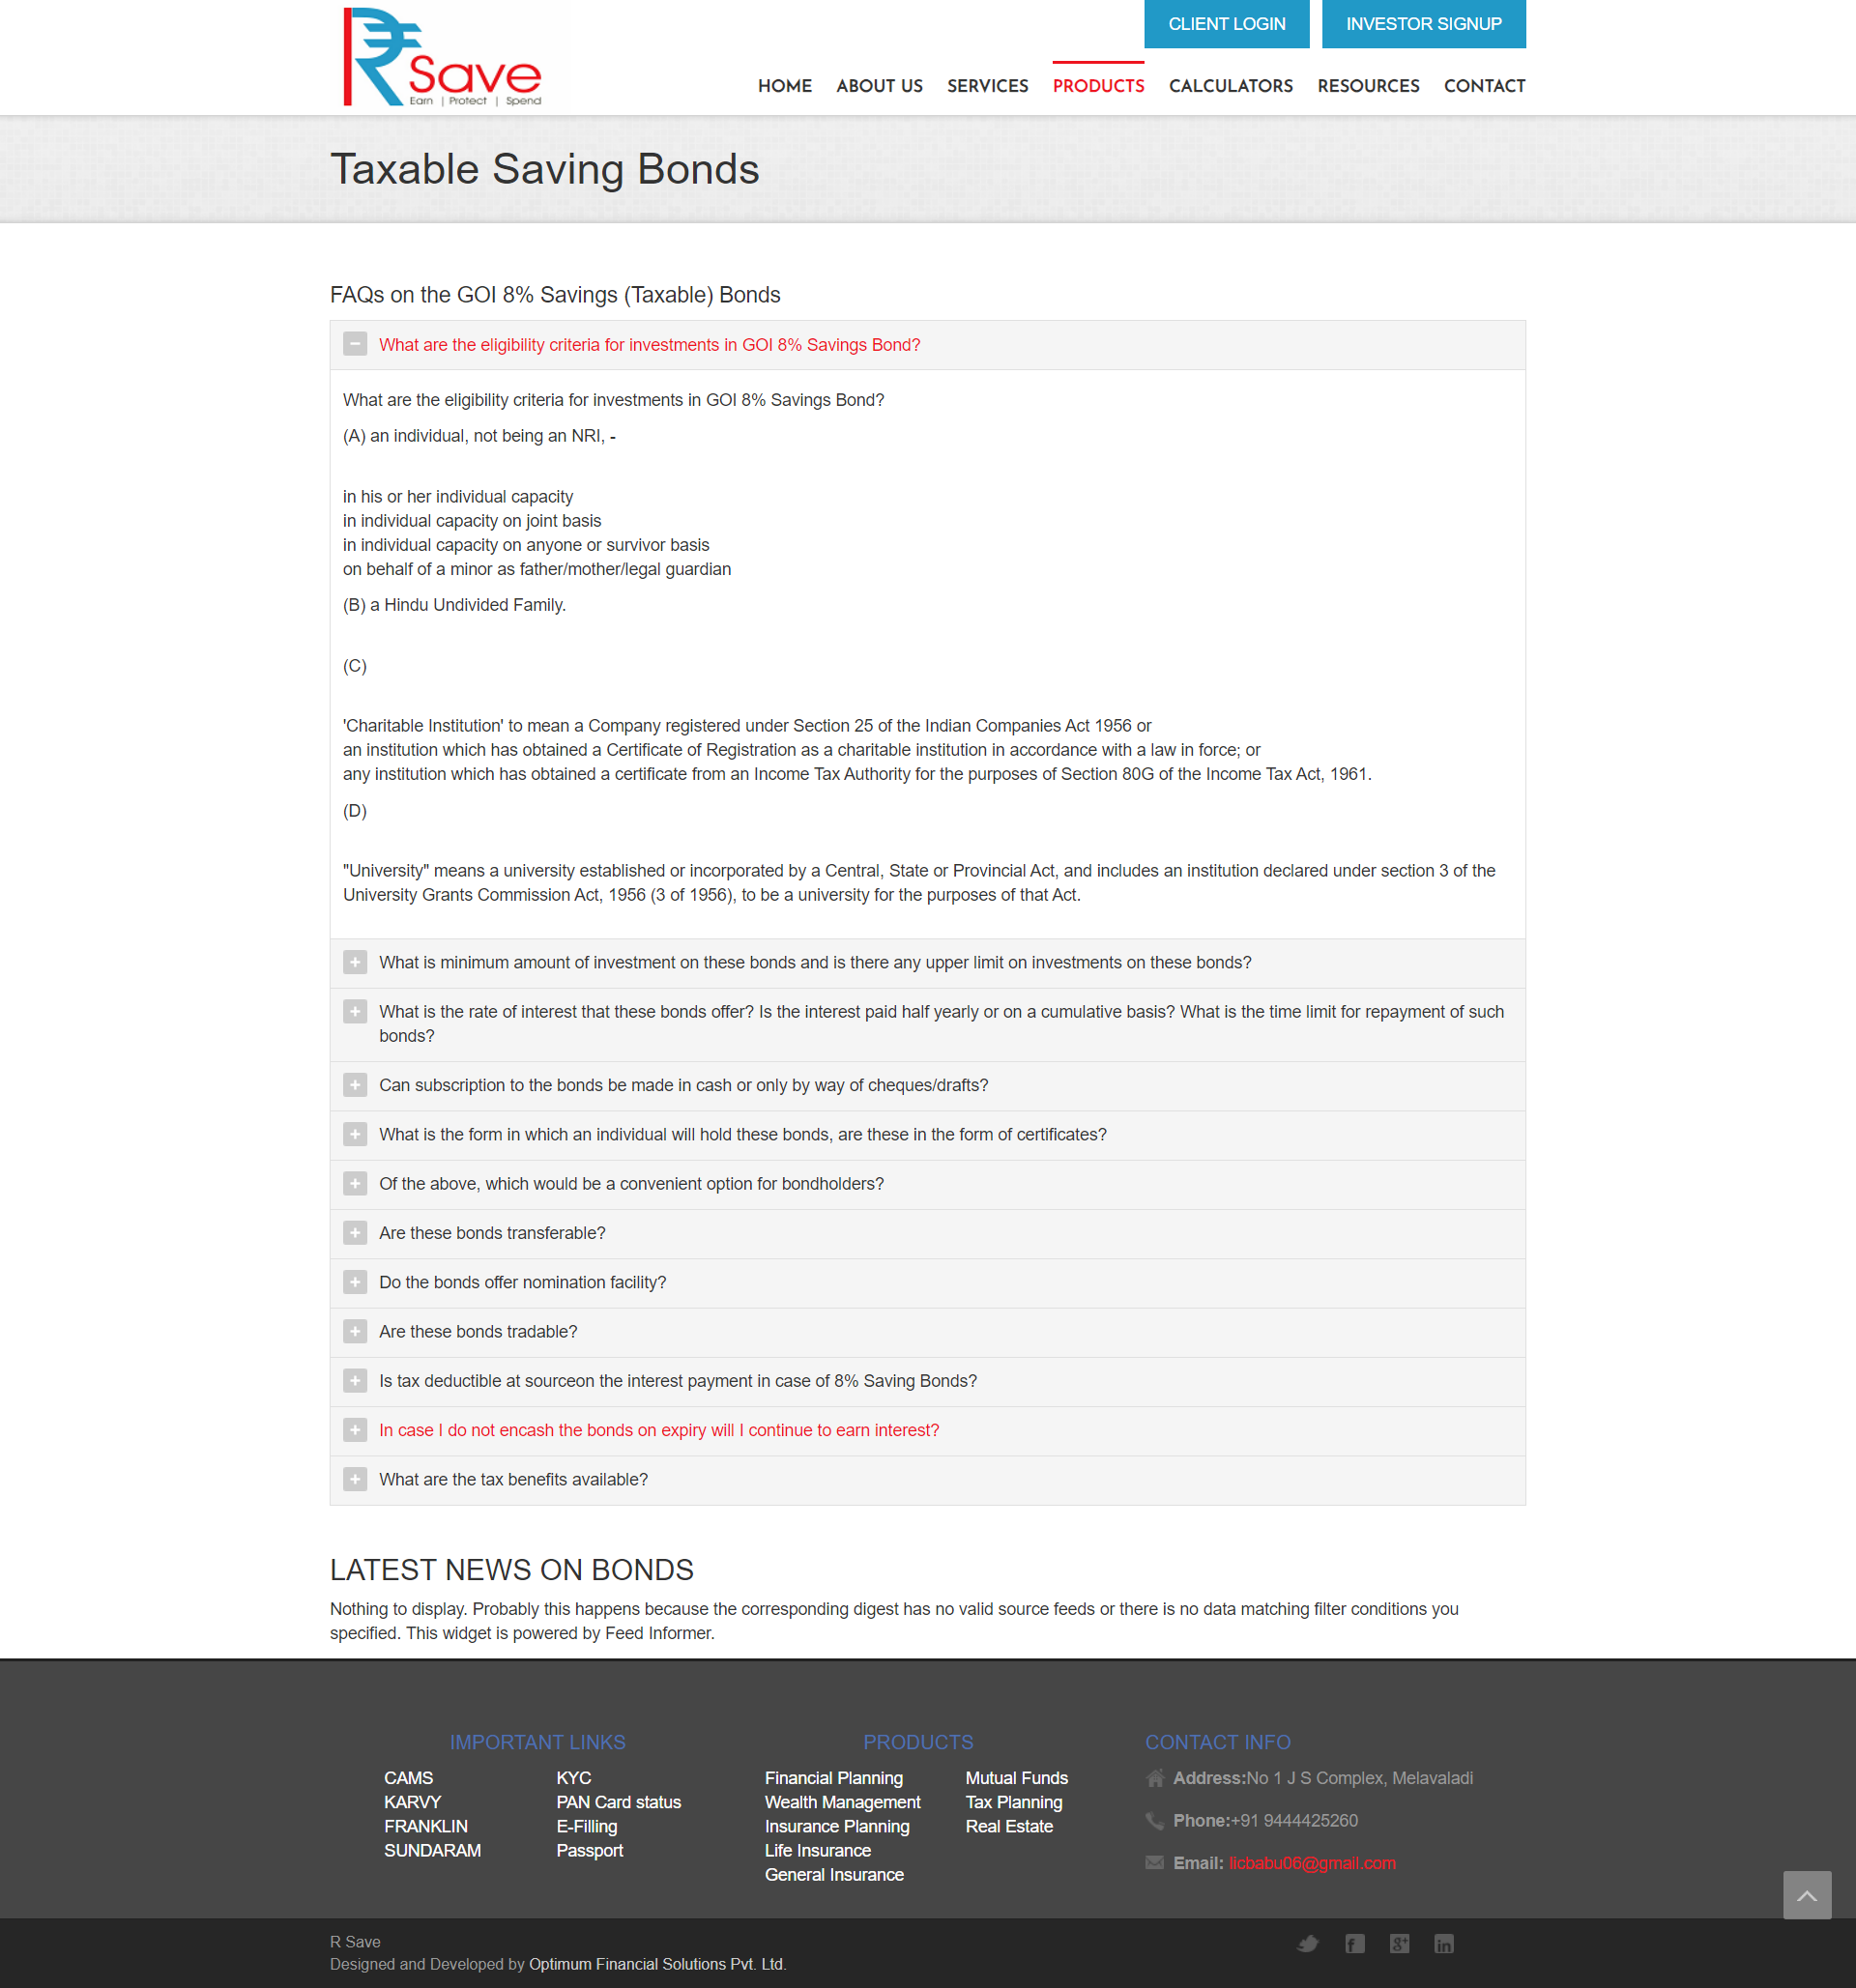 R Save
Earn | Protect | Spend
CLIENT LOGIN
INVESTOR SIGNUP
HOME
ABOUT US
SERVICES
PRODUCTS
CALCULATORS
RESOURCES
CONTACT
Taxable Saving Bonds
FAQs on the GOI 8% Savings (Taxable) Bonds
What are the eligibility criteria for investments in GOI 8% Savings Bond?
What are the eligibility criteria for investments in GOI 8% Savings Bond?
(A) an individual, not being an NRI, -
in his or her individual capacity
in individual capacity on joint basis
in individual capacity on anyone or survivor basis
on behalf of a minor as father/mother/legal guardian
(B) a Hindu Undivided Family.
(C)
'Charitable Institution' to mean a Company registered under Section 25 of the Indian Companies Act 1956 or
an institution which has obtained a Certificate of Registration as a charitable institution in accordance with a law in force; or
any institution which has obtained a certificate from an Income Tax Authority for the purposes of Section 80G of the Income Tax Act, 1961.
(D)
"University" means a university established or incorporated by a Central, State or Provincial Act, and includes an institution declared under section 3 of the
University Grants Commission Act, 1956 (3 of 1956), to be a university for the purposes of that Act.
What is minimum amount of investment on these bonds and is there any upper limit on investments on these bonds?
What is the rate of interest that these bonds offer? Is the interest paid half yearly or on a cumulative basis? What is the time limit for repayment of such
bonds?
Can subscription to the bonds be made in cash or only by way of cheques/drafts?
What is the form in which an individual will hold these bonds, are these in the form of certificates?
Of the above, which would be a convenient option for bondholders?
Are these bonds transferable?
Do the bonds offer nomination facility?
Are these bonds tradable?
Is tax deductible at sourceon the interest payment in case of 8% Saving Bonds?
In case I do not encash the bonds on expiry will I continue to earn interest?
What are the tax benefits available?
LATEST NEWS ON BONDS
Nothing to display. Probably this happens because the corresponding digest has no valid source feeds or there is no data matching filter conditions you
specified. This widget is powered by Feed Informer.
IMPORTANT LINKS
CAMS
KARVY
FRANKLIN
SUNDARAM
KYC
PAN Card status
E-Filling
Passport
PRODUCTS
Financial Planning
Wealth Management
Insurance Planning
Life Insurance
General Insurance
Mutual Funds
Tax Planning
Real Estate
CONTACT INFO
Address:No 1 J S Complex, Melavaladi
Phone:+91 9444425260
Email: licbabu06@gmail.com
R Save
Designed and Developed by Optimum Financial Solutions Pvt. Ltd.